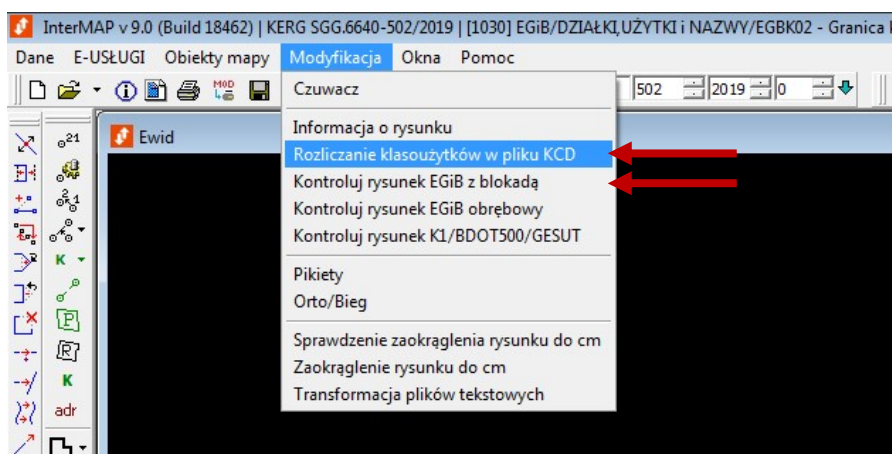 InterMAP v 9.0 (Build 18462) | KERG SGG.6640-502/2019 | [1030] EGiB/DZIAŁKI,UŻYTKI i NAZWY/EGBK02 - Granica
Dane E-USŁUGI Obiekty mapy Modyfikacja Okna Pomoc
MOD 502 2019 0
Czuwacz
Informacja o rysunku
Rozliczanie klasoużytków w pliku KCD
Kontroluj rysunek EGiB z blokadą
Kontroluj rysunek EGiB obrębowy
Kontroluj rysunek K1/BDOT500/GESUT
Pikiety
Orto/Bieg
Sprawdzenie zaokrąglenia rysunku do cm
Zaokrąglenie rysunku do cm
Transformacja plików tekstowych
Ewid
21
K
P
R
K
adr